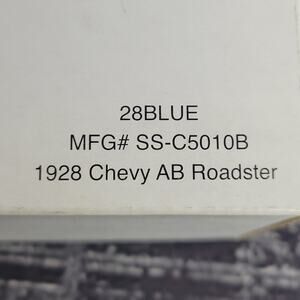 28BLUE
MFG# SS-C5010B
1928 Chevy AB Roadster